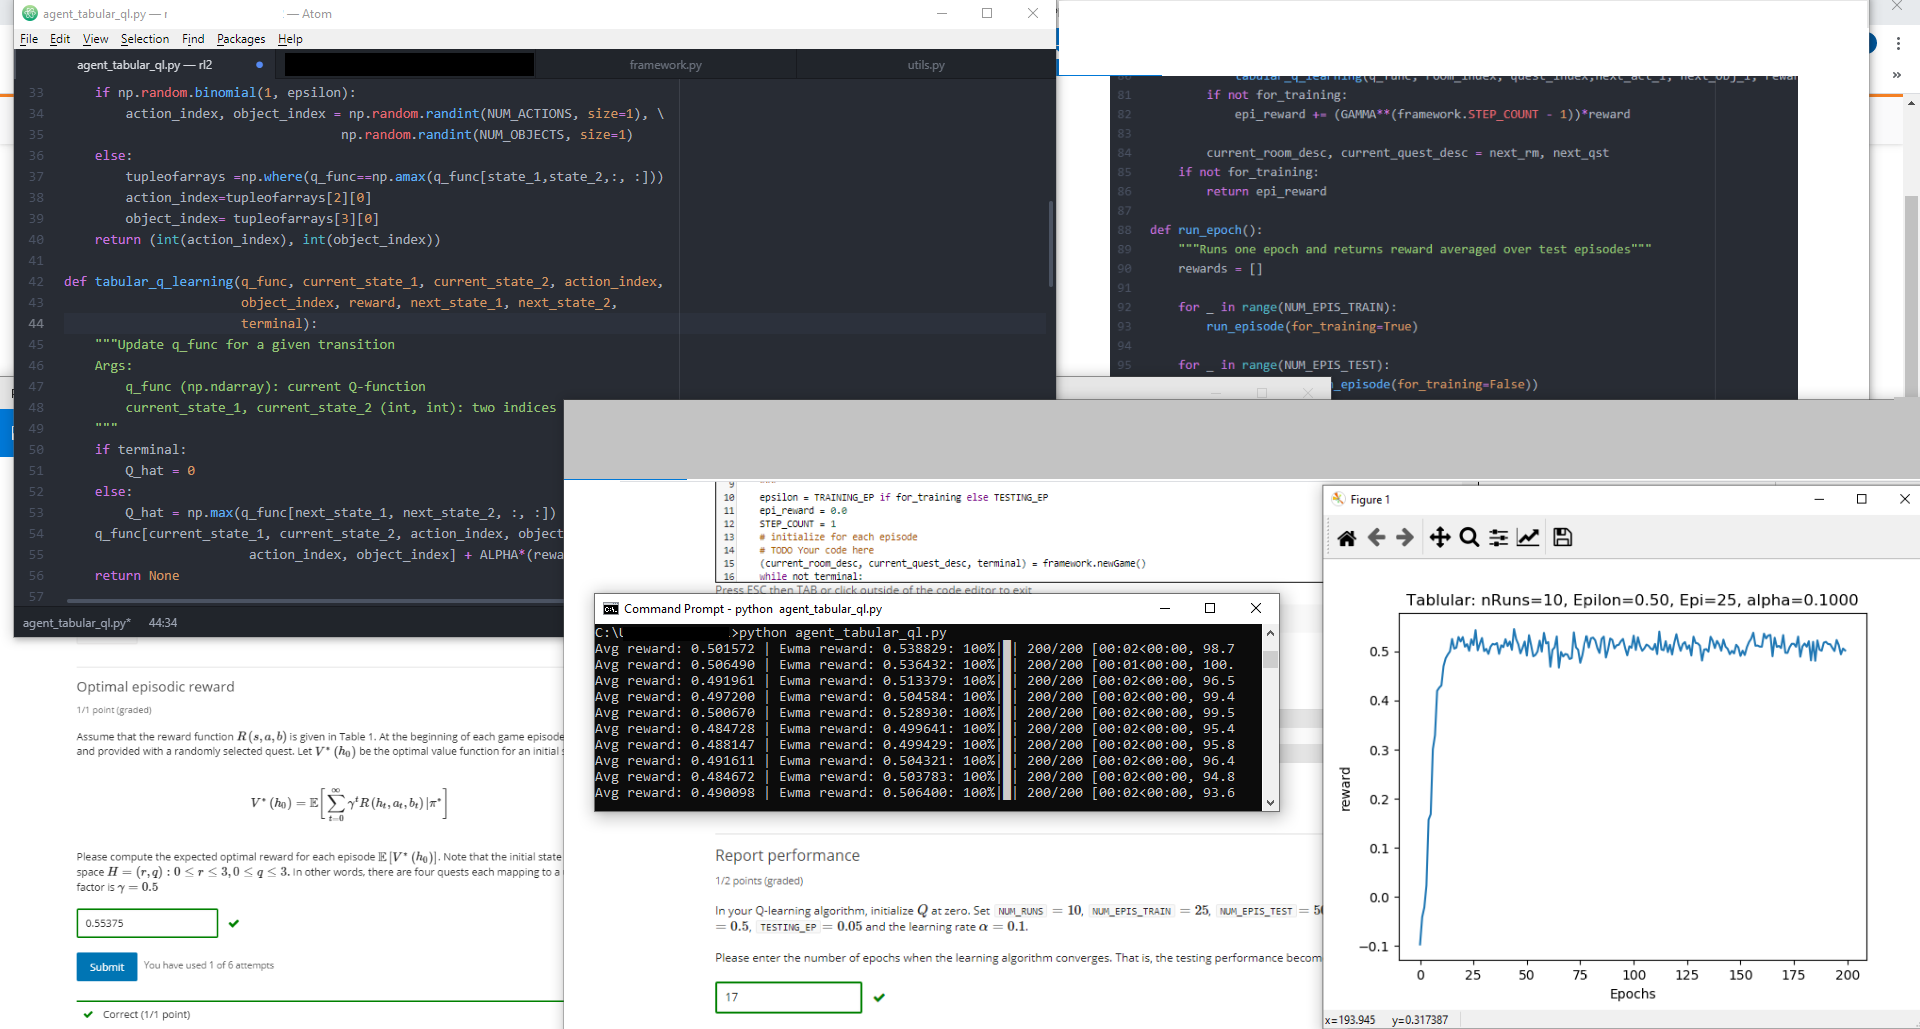 agent_tabular_ql.py — r
— Atom
File Edit View Selection Find Packages Help
agent_tabular_ql.py — rl2
framework.py
utils.py
33 if np.random.binomial(1, epsilon):
34 action_index, object_index = np.random.randint(NUM_ACTIONS, size=1), \
35 np.random.randint(NUM_OBJECTS, size=1)
36 else:
37 tupleofarrays =np.where(q_func==np.amax(q_func[state_1,state_2,:, :]))
38 action_index=tupleofarrays[2][0]
39 object_index= tupleofarrays[3][0]
40 return (int(action_index), int(object_index))
41
42 def tabular_q_learning(q_func, current_state_1, current_state_2, action_index,
43 object_index, reward, next_state_1, next_state_2,
44 terminal):
45 """Update q_func for a given transition
46 Args:
47 q_func (np.ndarray): current Q-function
48 current_state_1, current_state_2 (int, int): two indices
49 """
50 if terminal:
51 Q_hat = 0
52 else:
53 Q_hat = np.max(q_func[next_state_1, next_state_2, :, :])
54 q_func[current_state_1, current_state_2, action_index, objec
55 action_index, object_index] + ALPHA*(rewa
56 return None
57
agent_tabular_ql.py* 44:34
80 tabular_q_learning(q_func, room_index, quest_index,next_act_i, next_obj_i, rewar
81 if not for_training:
82 epi_reward += (GAMMA**(framework.STEP_COUNT - 1))*reward
83
84 current_room_desc, current_quest_desc = next_rm, next_qst
85 if not for_training:
86 return epi_reward
87
88 def run_epoch():
89 """Runs one epoch and returns reward averaged over test episodes"""
90 rewards = []
91
92 for _ in range(NUM_EPIS_TRAIN):
93 run_episode(for_training=True)
94
95 for _ in range(NUM_EPIS_TEST):
_episode(for_training=False))
9 """
10 epsilon = TRAINING_EP if for_training else TESTING_EP
11 epi_reward = 0.0
12 STEP_COUNT = 1
13 # initialize for each episode
14 # TODO Your code here
15 (current_room_desc, current_quest_desc, terminal) = framework.newGame()
16 while not terminal:
Press ESC then TAB or click outside of the code editor to exit
Command Prompt - python agent_tabular_ql.py
C:\ >python agent_tabular_ql.py
Avg reward: 0.501572 | Ewma reward: 0.538829: 100%| | 200/200 [00:02<00:00, 98.7
Avg reward: 0.506490 | Ewma reward: 0.536432: 100%| | 200/200 [00:01<00:00, 100.
Avg reward: 0.491961 | Ewma reward: 0.513379: 100%| | 200/200 [00:02<00:00, 96.5
Avg reward: 0.497200 | Ewma reward: 0.504584: 100%| | 200/200 [00:02<00:00, 99.4
Avg reward: 0.500670 | Ewma reward: 0.528930: 100%| | 200/200 [00:02<00:00, 99.5
Avg reward: 0.484728 | Ewma reward: 0.499641: 100%| | 200/200 [00:02<00:00, 95.4
Avg reward: 0.488147 | Ewma reward: 0.499429: 100%| | 200/200 [00:02<00:00, 95.8
Avg reward: 0.491611 | Ewma reward: 0.504321: 100%| | 200/200 [00:02<00:00, 96.4
Avg reward: 0.484672 | Ewma reward: 0.503783: 100%| | 200/200 [00:02<00:00, 94.8
Avg reward: 0.490098 | Ewma reward: 0.506400: 100%| | 200/200 [00:02<00:00, 93.6
Optimal episodic reward
1/1 point (graded)
Assume that the reward function R(s,a,b) is given in Table 1. At the beginning of each game episode
and provided with a randomly selected quest. Let V*(h₀) be the optimal value function for an initial
V*(h₀) = 𝔼[∑_{t=0}^{∞} γᵗR(hₜ,aₜ,bₜ)|π*]
Please compute the expected optimal reward for each episode 𝔼[V*(h₀)]. Note that the initial state
space H = (r,q) : 0 ≤ r ≤ 3, 0 ≤ q ≤ 3. In other words, there are four quests each mapping to a
factor is γ = 0.5
0.55375
Submit You have used 1 of 6 attempts
Correct (1/1 point)
Report performance
1/2 points (graded)
In your Q-learning algorithm, initialize Q at zero. Set NUM_RUNS = 10, NUM_EPIS_TRAIN = 25, NUM_EPIS_TEST = 50
= 0.5, TESTING_EP = 0.05 and the learning rate α = 0.1.
Please enter the number of epochs when the learning algorithm converges. That is, the testing performance becom
17
Figure 1
Tablular: nRuns=10, Epilon=0.50, Epi=25, alpha=0.1000
0.5
0.4
0.3
0.2
0.1
0.0
−0.1
reward
0 25 50 75 100 125 150 175 200
Epochs
x=193.945 y=0.317387